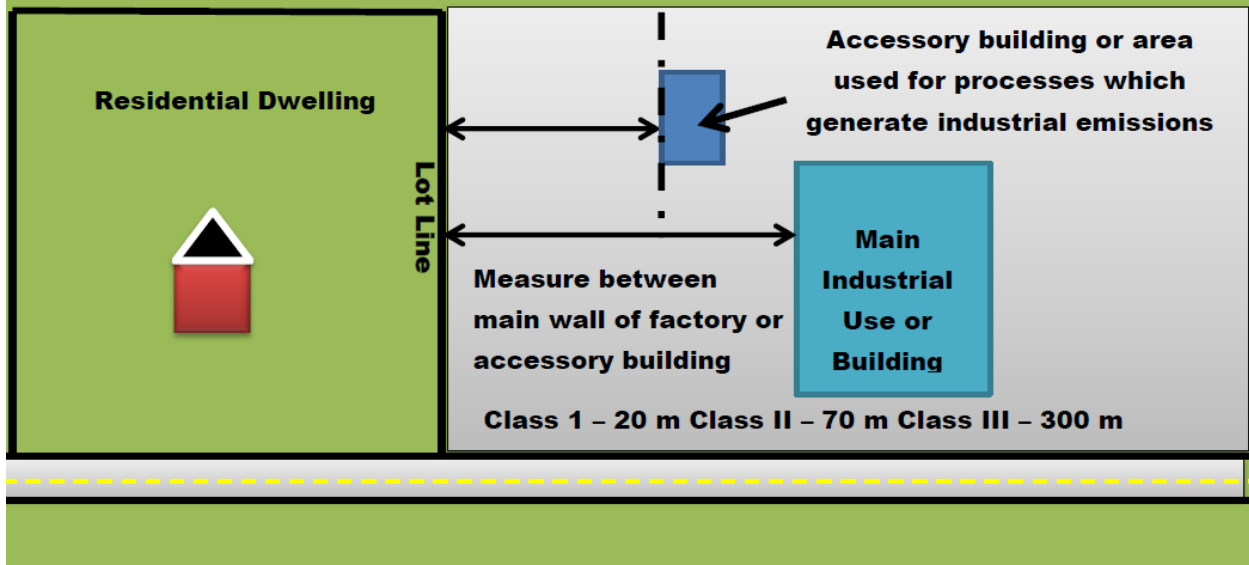 Residential Dwelling
Lot Line
Accessory building or area
used for processes which
generate industrial emissions
Measure between
main wall of factory or
accessory building
Main
Industrial
Use or
Building
Class 1 – 20 m Class II – 70 m Class III – 300 m